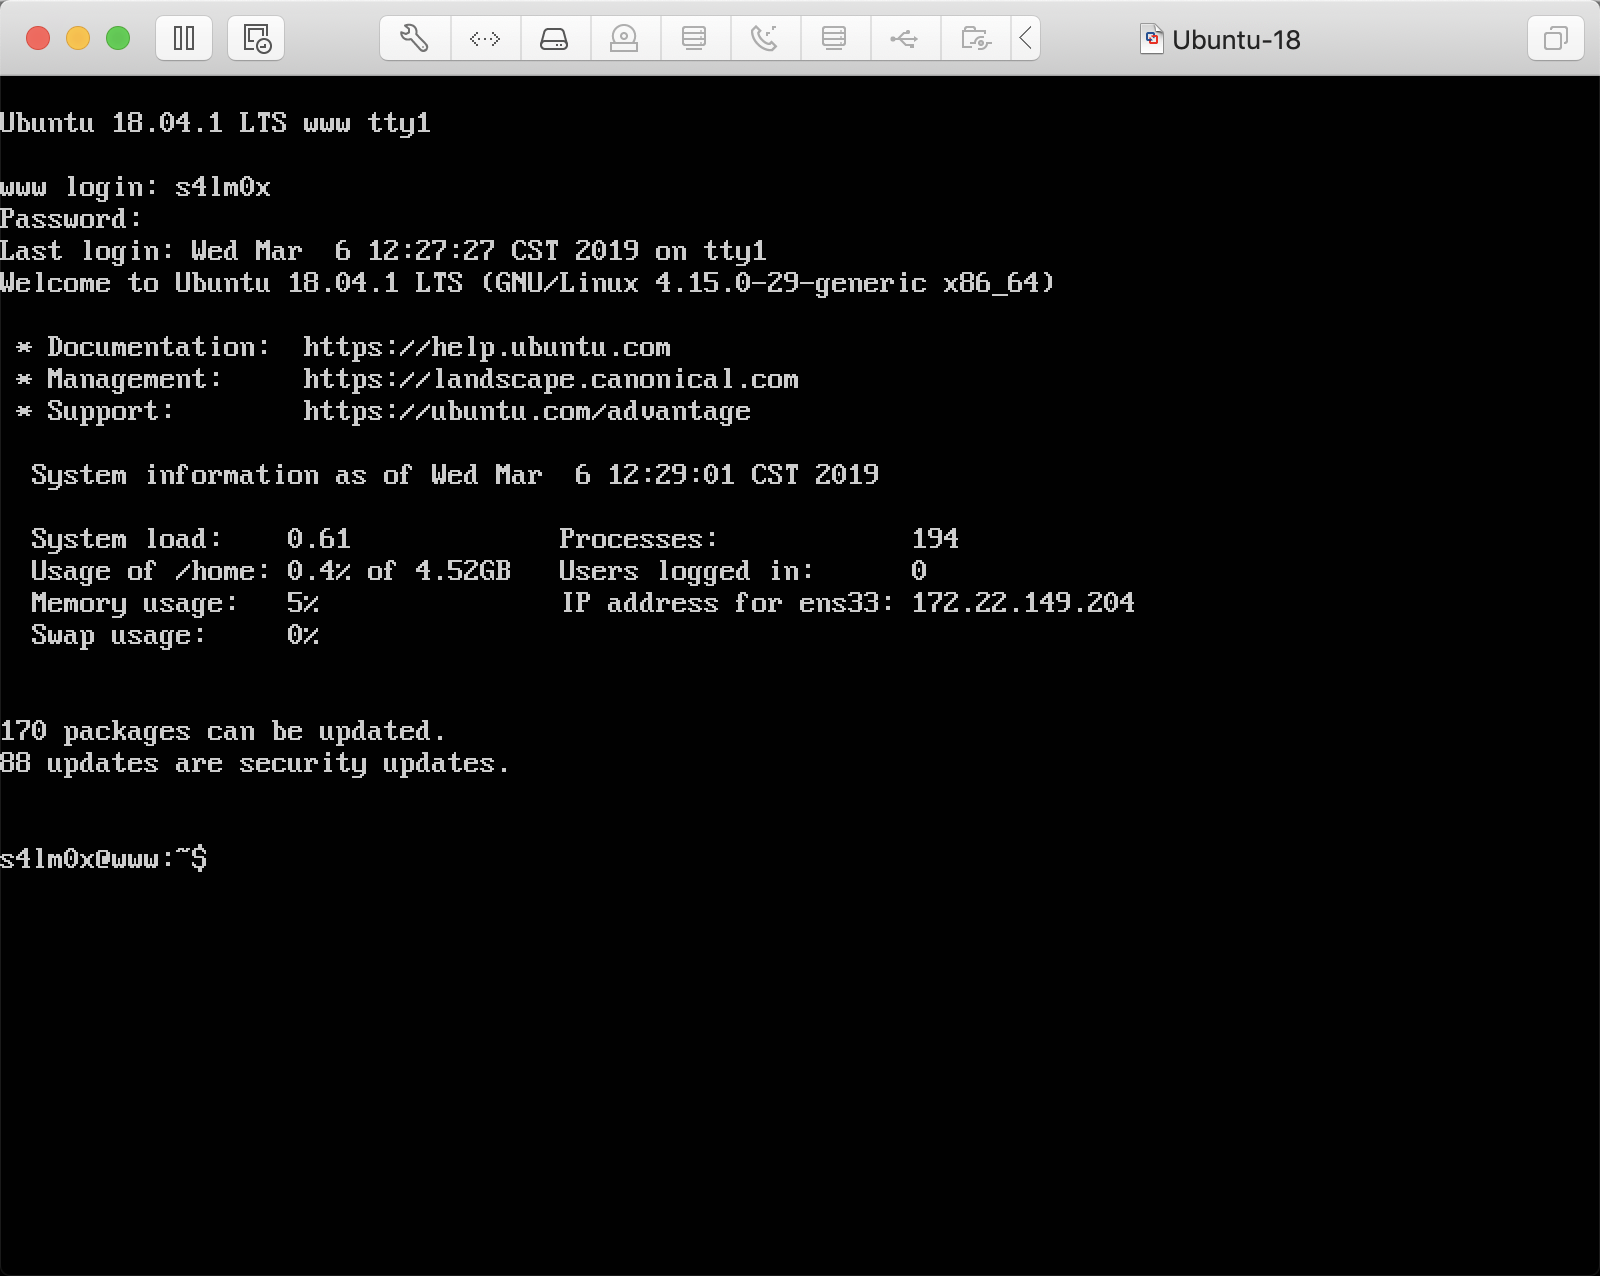 Ubuntu-18
Ubuntu 18.04.1 LTS www tty1
www login: s4lm0x
Password:
Last login: Wed Mar  6 12:27:27 CST 2019 on tty1
Welcome to Ubuntu 18.04.1 LTS (GNU/Linux 4.15.0-29-generic x86_64)
* Documentation:  https://help.ubuntu.com
* Management:     https://landscape.canonical.com
* Support:        https://ubuntu.com/advantage
System information as of Wed Mar  6 12:29:01 CST 2019
System load:    0.61             Processes:            194
Usage of /home: 0.4% of 4.52GB   Users logged in:      0
Memory usage:   5%               IP address for ens33: 172.22.149.204
Swap usage:     0%
170 packages can be updated.
88 updates are security updates.
s4lm0x@www:~$